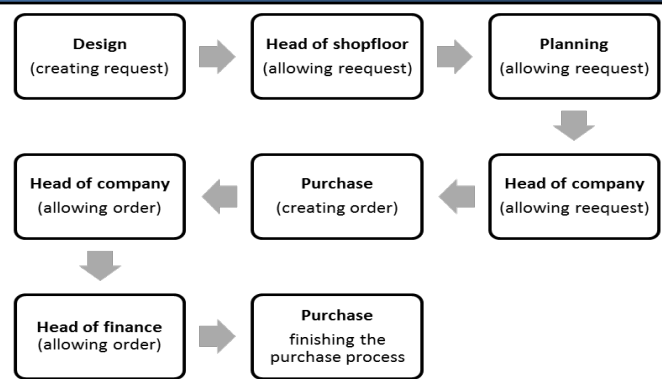 Design
(creating request)
Head of shopfloor
(allowing reequest)
Planning
(allowing reequest)
Head of company
(allowing reequest)
Purchase
(creating order)
Head of company
(allowing order)
Head of finance
(allowing order)
Purchase
finishing the
purchase process